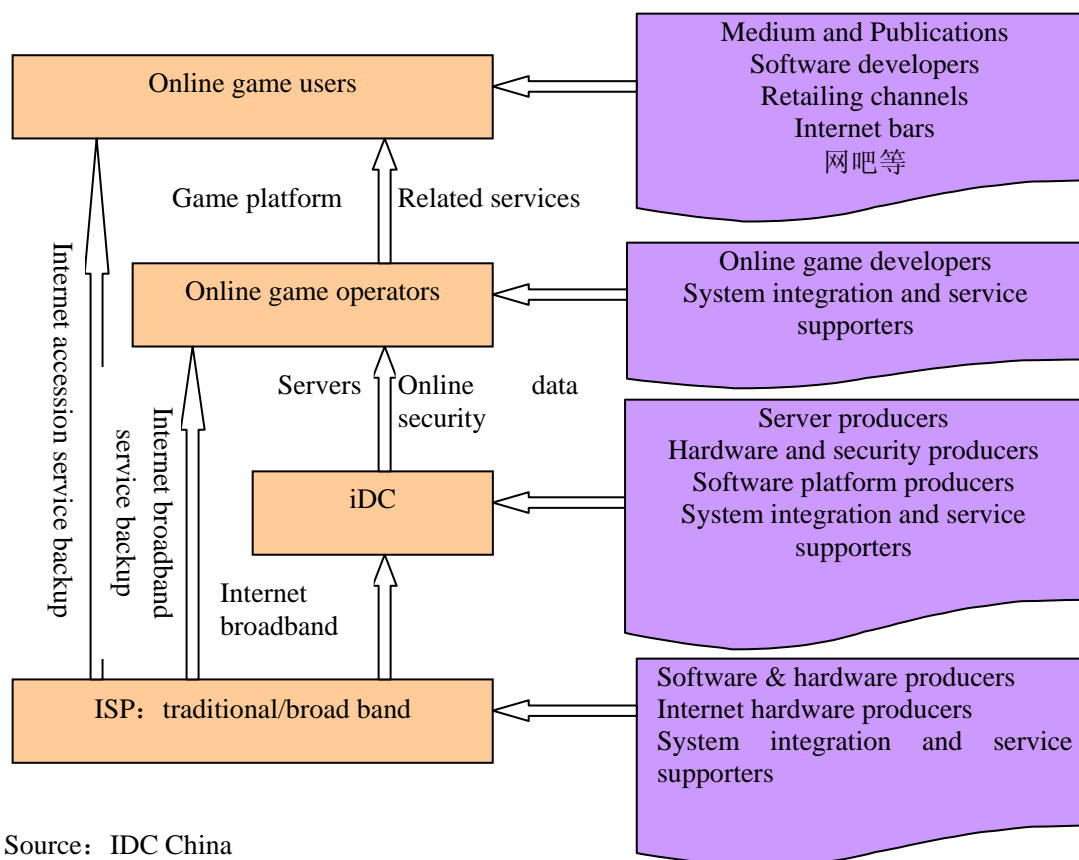 Online game users
Medium and Publications
Software developers
Retailing channels
Internet bars
网吧等
Game platform
Related services
Internet accession service backup
Online game operators
Online game developers
System integration and service
supporters
Internet broadband
service backup
Servers
Online data
security
iDC
Server producers
Hardware and security producers
Software platform producers
System integration and service
supporters
Internet
broadband
ISP：traditional/broad band
Software & hardware producers
Internet hardware producers
System integration and service
supporters
Source：IDC China